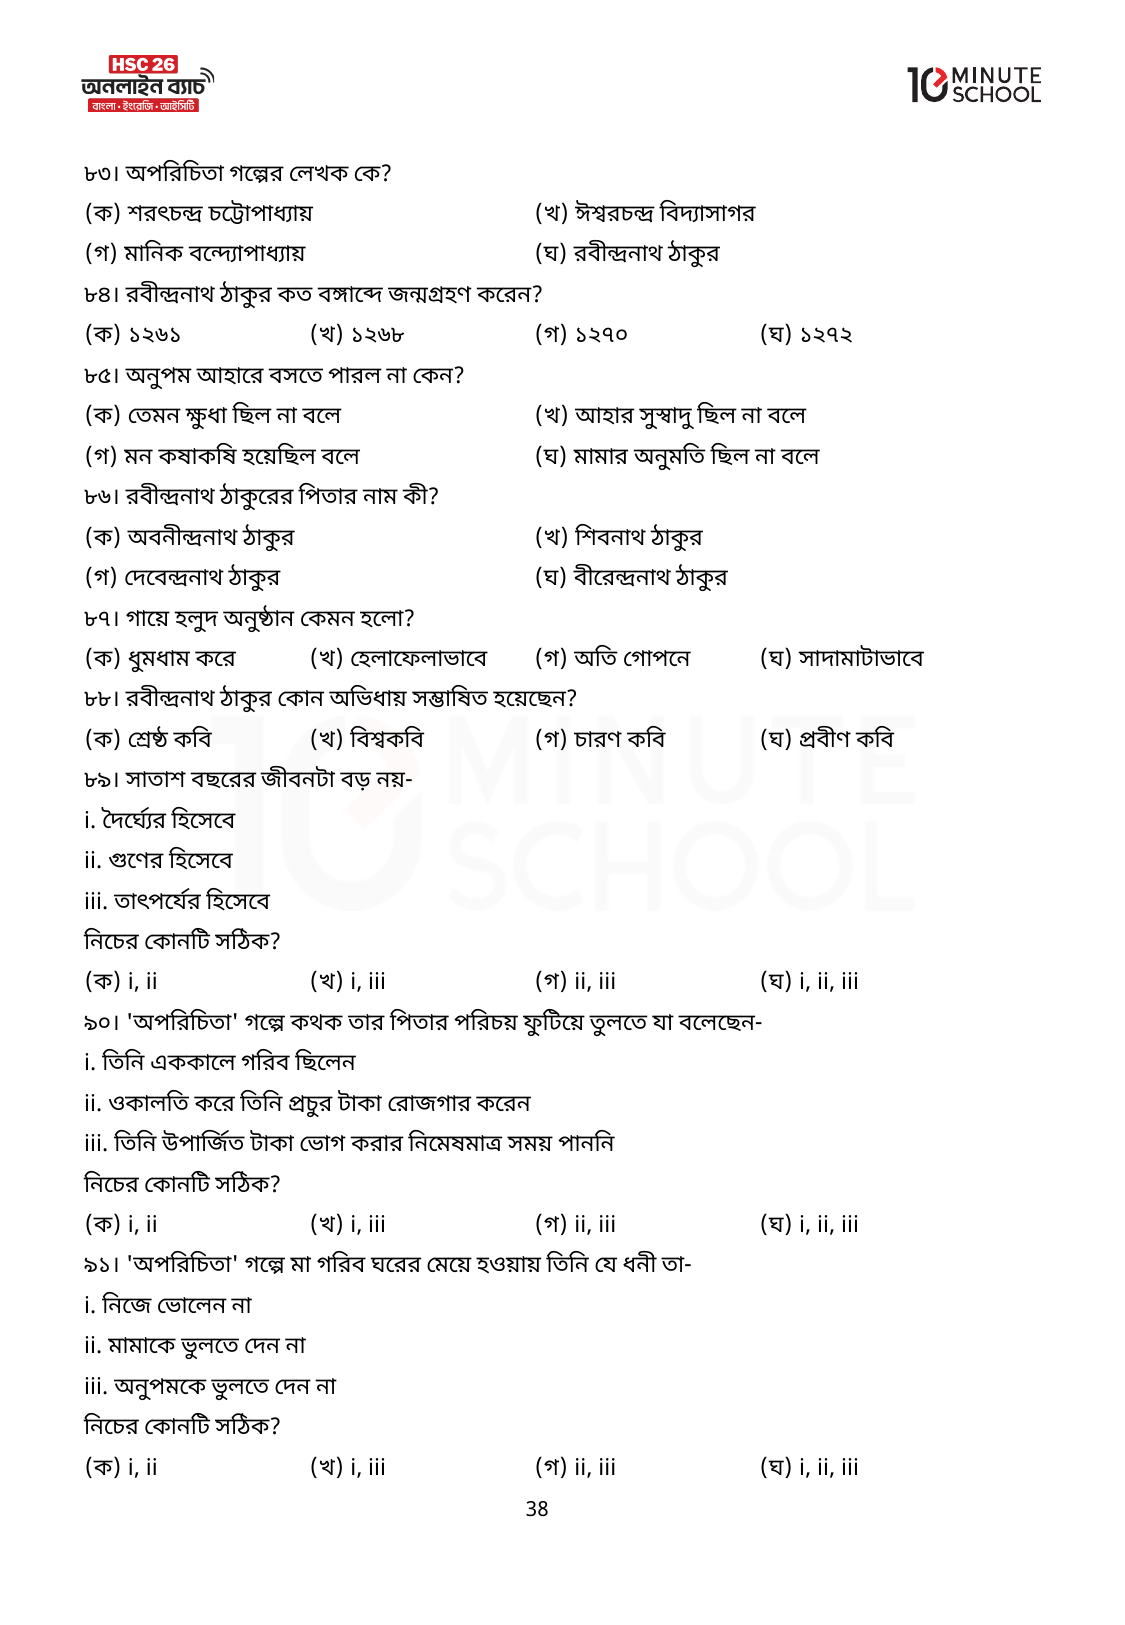 HSC 26
অনলাইন ব্যাচ
বাংলা • ইংরেজি • আইসিটি
10 MINUTE SCHOOL
৮৩। অপরিচিতা গল্পের লেখক কে?
(ক) শরৎচন্দ্র চট্টোপাধ্যায় (খ) ঈশ্বরচন্দ্র বিদ্যাসাগর
(গ) মানিক বন্দ্যোপাধ্যায় (ঘ) রবীন্দ্রনাথ ঠাকুর
৮৪। রবীন্দ্রনাথ ঠাকুর কত বঙ্গাব্দে জন্মগ্রহণ করেন?
(ক) ১২৬১ (খ) ১২৬৮ (গ) ১২৭০ (ঘ) ১২৭২
৮৫। অনুপম আহারে বসতে পারল না কেন?
(ক) তেমন ক্ষুধা ছিল না বলে (খ) আহার সুস্বাদু ছিল না বলে
(গ) মন কষাকষি হয়েছিল বলে (ঘ) মামার অনুমতি ছিল না বলে
৮৬। রবীন্দ্রনাথ ঠাকুরের পিতার নাম কী?
(ক) অবনীন্দ্রনাথ ঠাকুর (খ) শিবনাথ ঠাকুর
(গ) দেবেন্দ্রনাথ ঠাকুর (ঘ) বীরেন্দ্রনাথ ঠাকুর
৮৭। গায়ে হলুদ অনুষ্ঠান কেমন হলো?
(ক) ধুমধাম করে (খ) হেলাফেলাভাবে (গ) অতি গোপনে (ঘ) সাদামাটাভাবে
৮৮। রবীন্দ্রনাথ ঠাকুর কোন অভিধায় সম্ভাষিত হয়েছেন?
(ক) শ্রেষ্ঠ কবি (খ) বিশ্বকবি (গ) চারণ কবি (ঘ) প্রবীণ কবি
৮৯। সাতাশ বছরের জীবনটা বড় নয়-
i. দৈর্ঘ্যের হিসেবে
ii. গুণের হিসেবে
iii. তাৎপর্যের হিসেবে
নিচের কোনটি সঠিক?
(ক) i, ii (খ) i, iii (গ) ii, iii (ঘ) i, ii, iii
৯০। 'অপরিচিতা' গল্পে কথক তার পিতার পরিচয় ফুটিয়ে তুলতে যা বলেছেন-
i. তিনি এককালে গরিব ছিলেন
ii. ওকালতি করে তিনি প্রচুর টাকা রোজগার করেন
iii. তিনি উপার্জিত টাকা ভোগ করার নিমেষমাত্র সময় পাননি
নিচের কোনটি সঠিক?
(ক) i, ii (খ) i, iii (গ) ii, iii (ঘ) i, ii, iii
৯১। 'অপরিচিতা' গল্পে মা গরিব ঘরের মেয়ে হওয়ায় তিনি যে ধনী তা-
i. নিজে ভোলেন না
ii. মামাকে ভুলতে দেন না
iii. অনুপমকে ভুলতে দেন না
নিচের কোনটি সঠিক?
(ক) i, ii (খ) i, iii (গ) ii, iii (ঘ) i, ii, iii
38